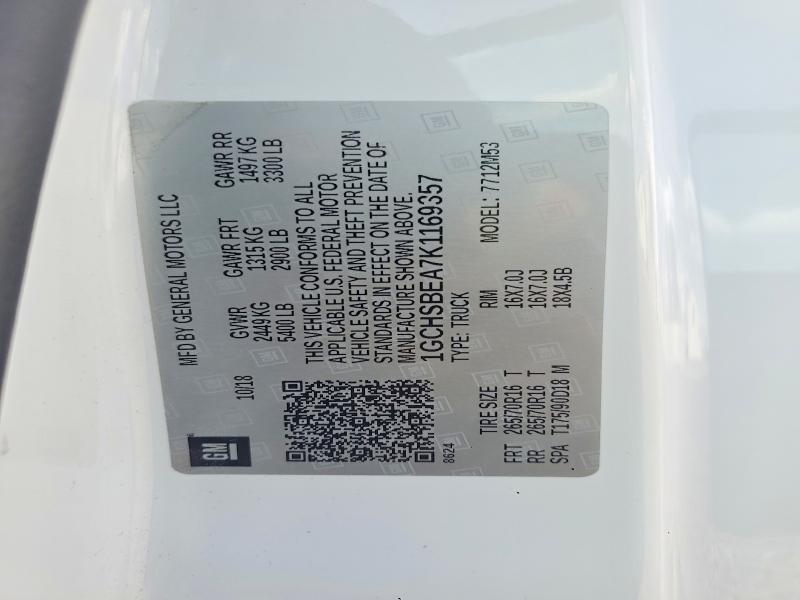 GM
MFD BY GENERAL MOTORS LLC
10/18 GVWR GAWR FRT GAWR RR
2449 KG 1315 KG 1497 KG
5400 LB 2900 LB 3300 LB
THIS VEHICLE CONFORMS TO ALL
APPLICABLE U.S. FEDERAL MOTOR
VEHICLE SAFETY AND THEFT PREVENTION
STANDARDS IN EFFECT ON THE DATE OF
MANUFACTURE SHOWN ABOVE.
1GCHSBEA7K1169357
8624 TYPE: TRUCK MODEL: 7712M53
TIRE SIZE RIM
FRT 265/70R16 T 16X7.0J
RR 265/70R16 T 16X7.0J
SPA T175/90D18 M 18X4.5B